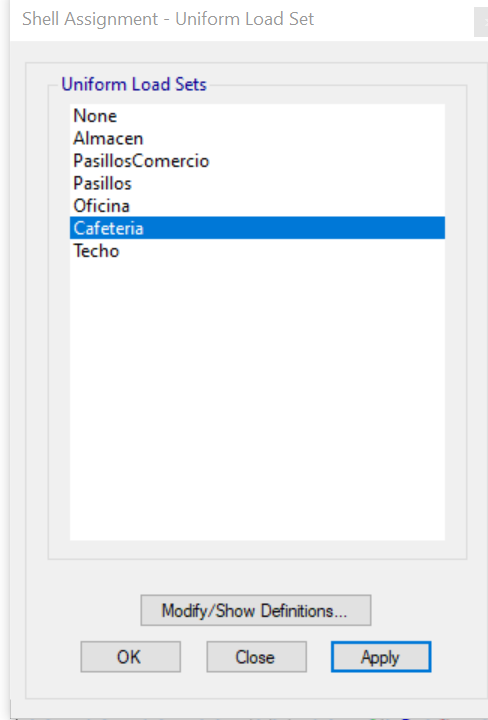 Shell Assignment - Uniform Load Set
Uniform Load Sets
None
Almacen
PasillosComercio
Pasillos
Oficina
Cafeteria
Techo
Modify/Show Definitions...
OK Close Apply